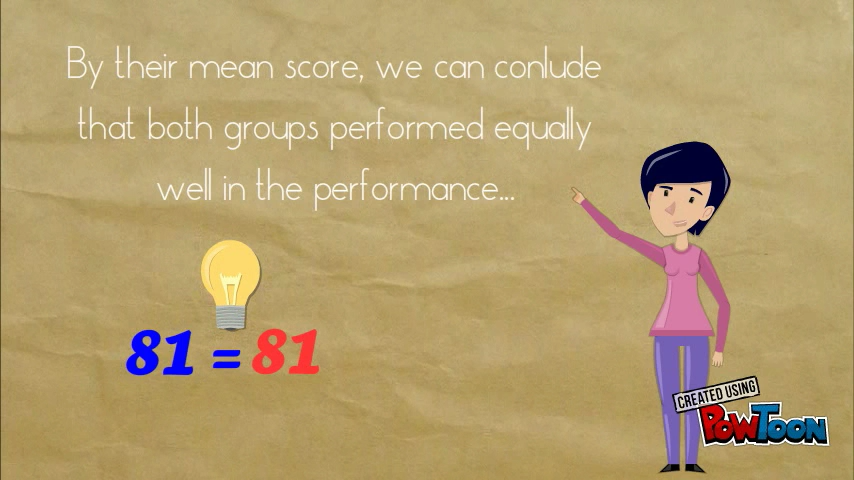 By their mean score, we can conlude
that both groups performed equally
well in the performance...
81 = 81
CREATED USING
POWTOON